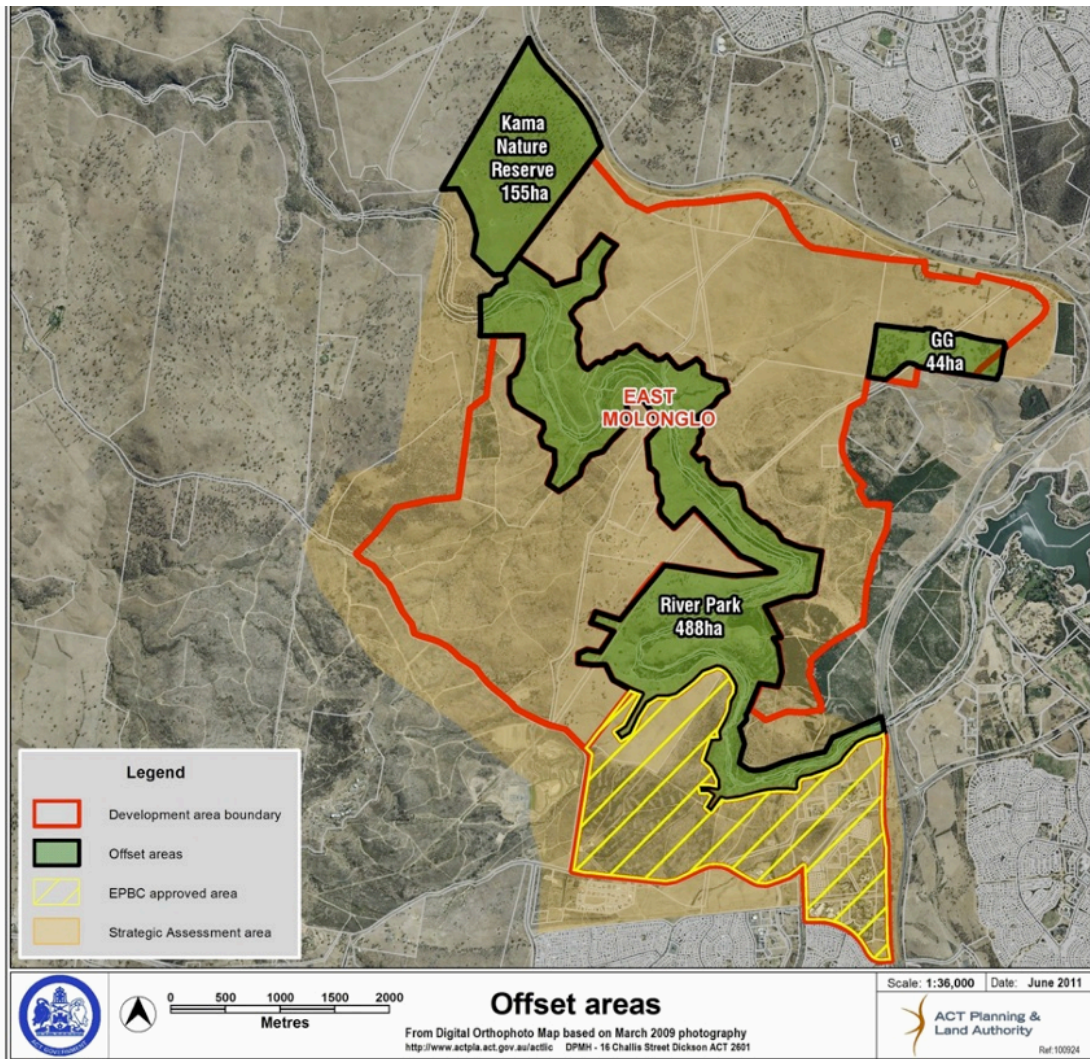 Kama
Nature
Reserve
155ha
GG
44ha
EAST
MOLONGLO
River Park
488ha
Legend
Development area boundary
Offset areas
EPBC approved area
Strategic Assessment area
ACT GOVERNMENT
0 500 1000 1500 2000
Metres
Offset areas
From Digital Orthophoto Map based on March 2009 photography
http://www.actpla.act.gov.au/actlic DPMH - 16 Challis Street Dickson ACT 2601
Scale: 1:36,000 Date: June 2011
ACT Planning &
Land Authority
Ref:100924